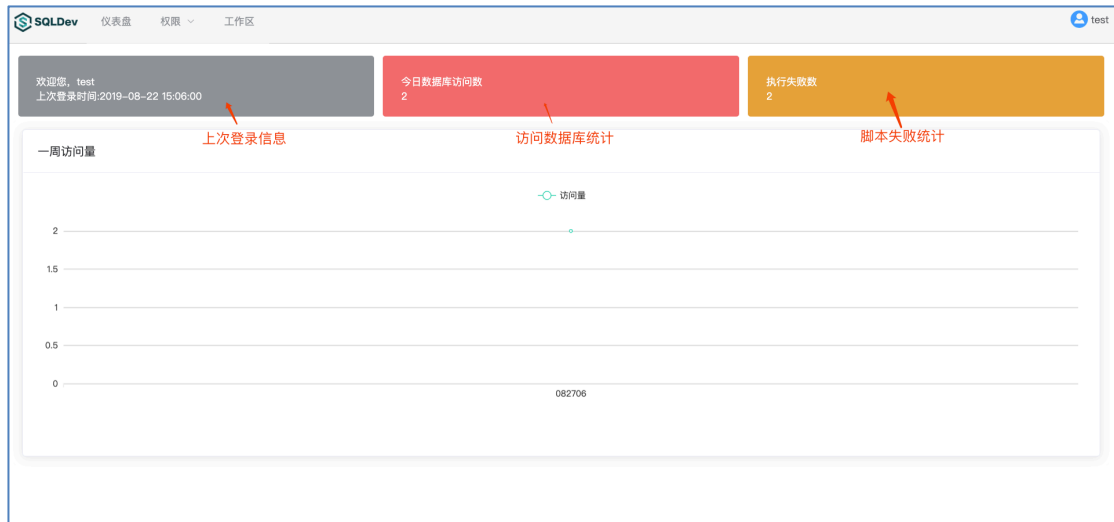 SQLDev 仪表盘 权限 工作区 test
欢迎您，test
上次登录时间:2019-08-22 15:06:00
今日数据库访问数
2
执行失败数
2
上次登录信息
访问数据库统计
脚本失败统计
一周访问量
访问量
2
1.5
1
0.5
0
082706